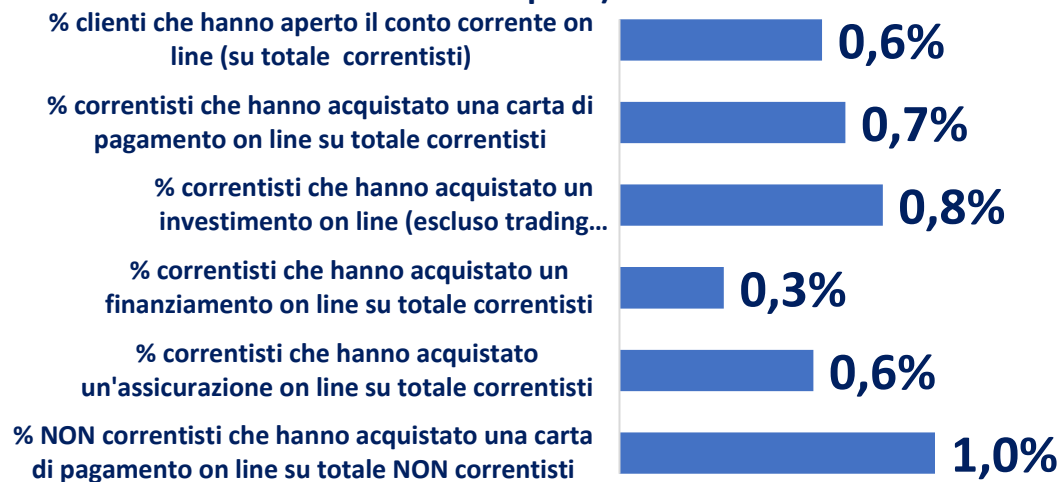 % clienti che hanno aperto il conto corrente on
line (su totale correntisti)
0,6%
% correntisti che hanno acquistato una carta di
pagamento on line su totale correntisti
0,7%
% correntisti che hanno acquistato un
investimento on line (escluso trading…
0,8%
% correntisti che hanno acquistato un
finanziamento on line su totale correntisti
0,3%
% correntisti che hanno acquistato
un'assicurazione on line su totale correntisti
0,6%
% NON correntisti che hanno acquistato una carta
di pagamento on line su totale NON correntisti
1,0%